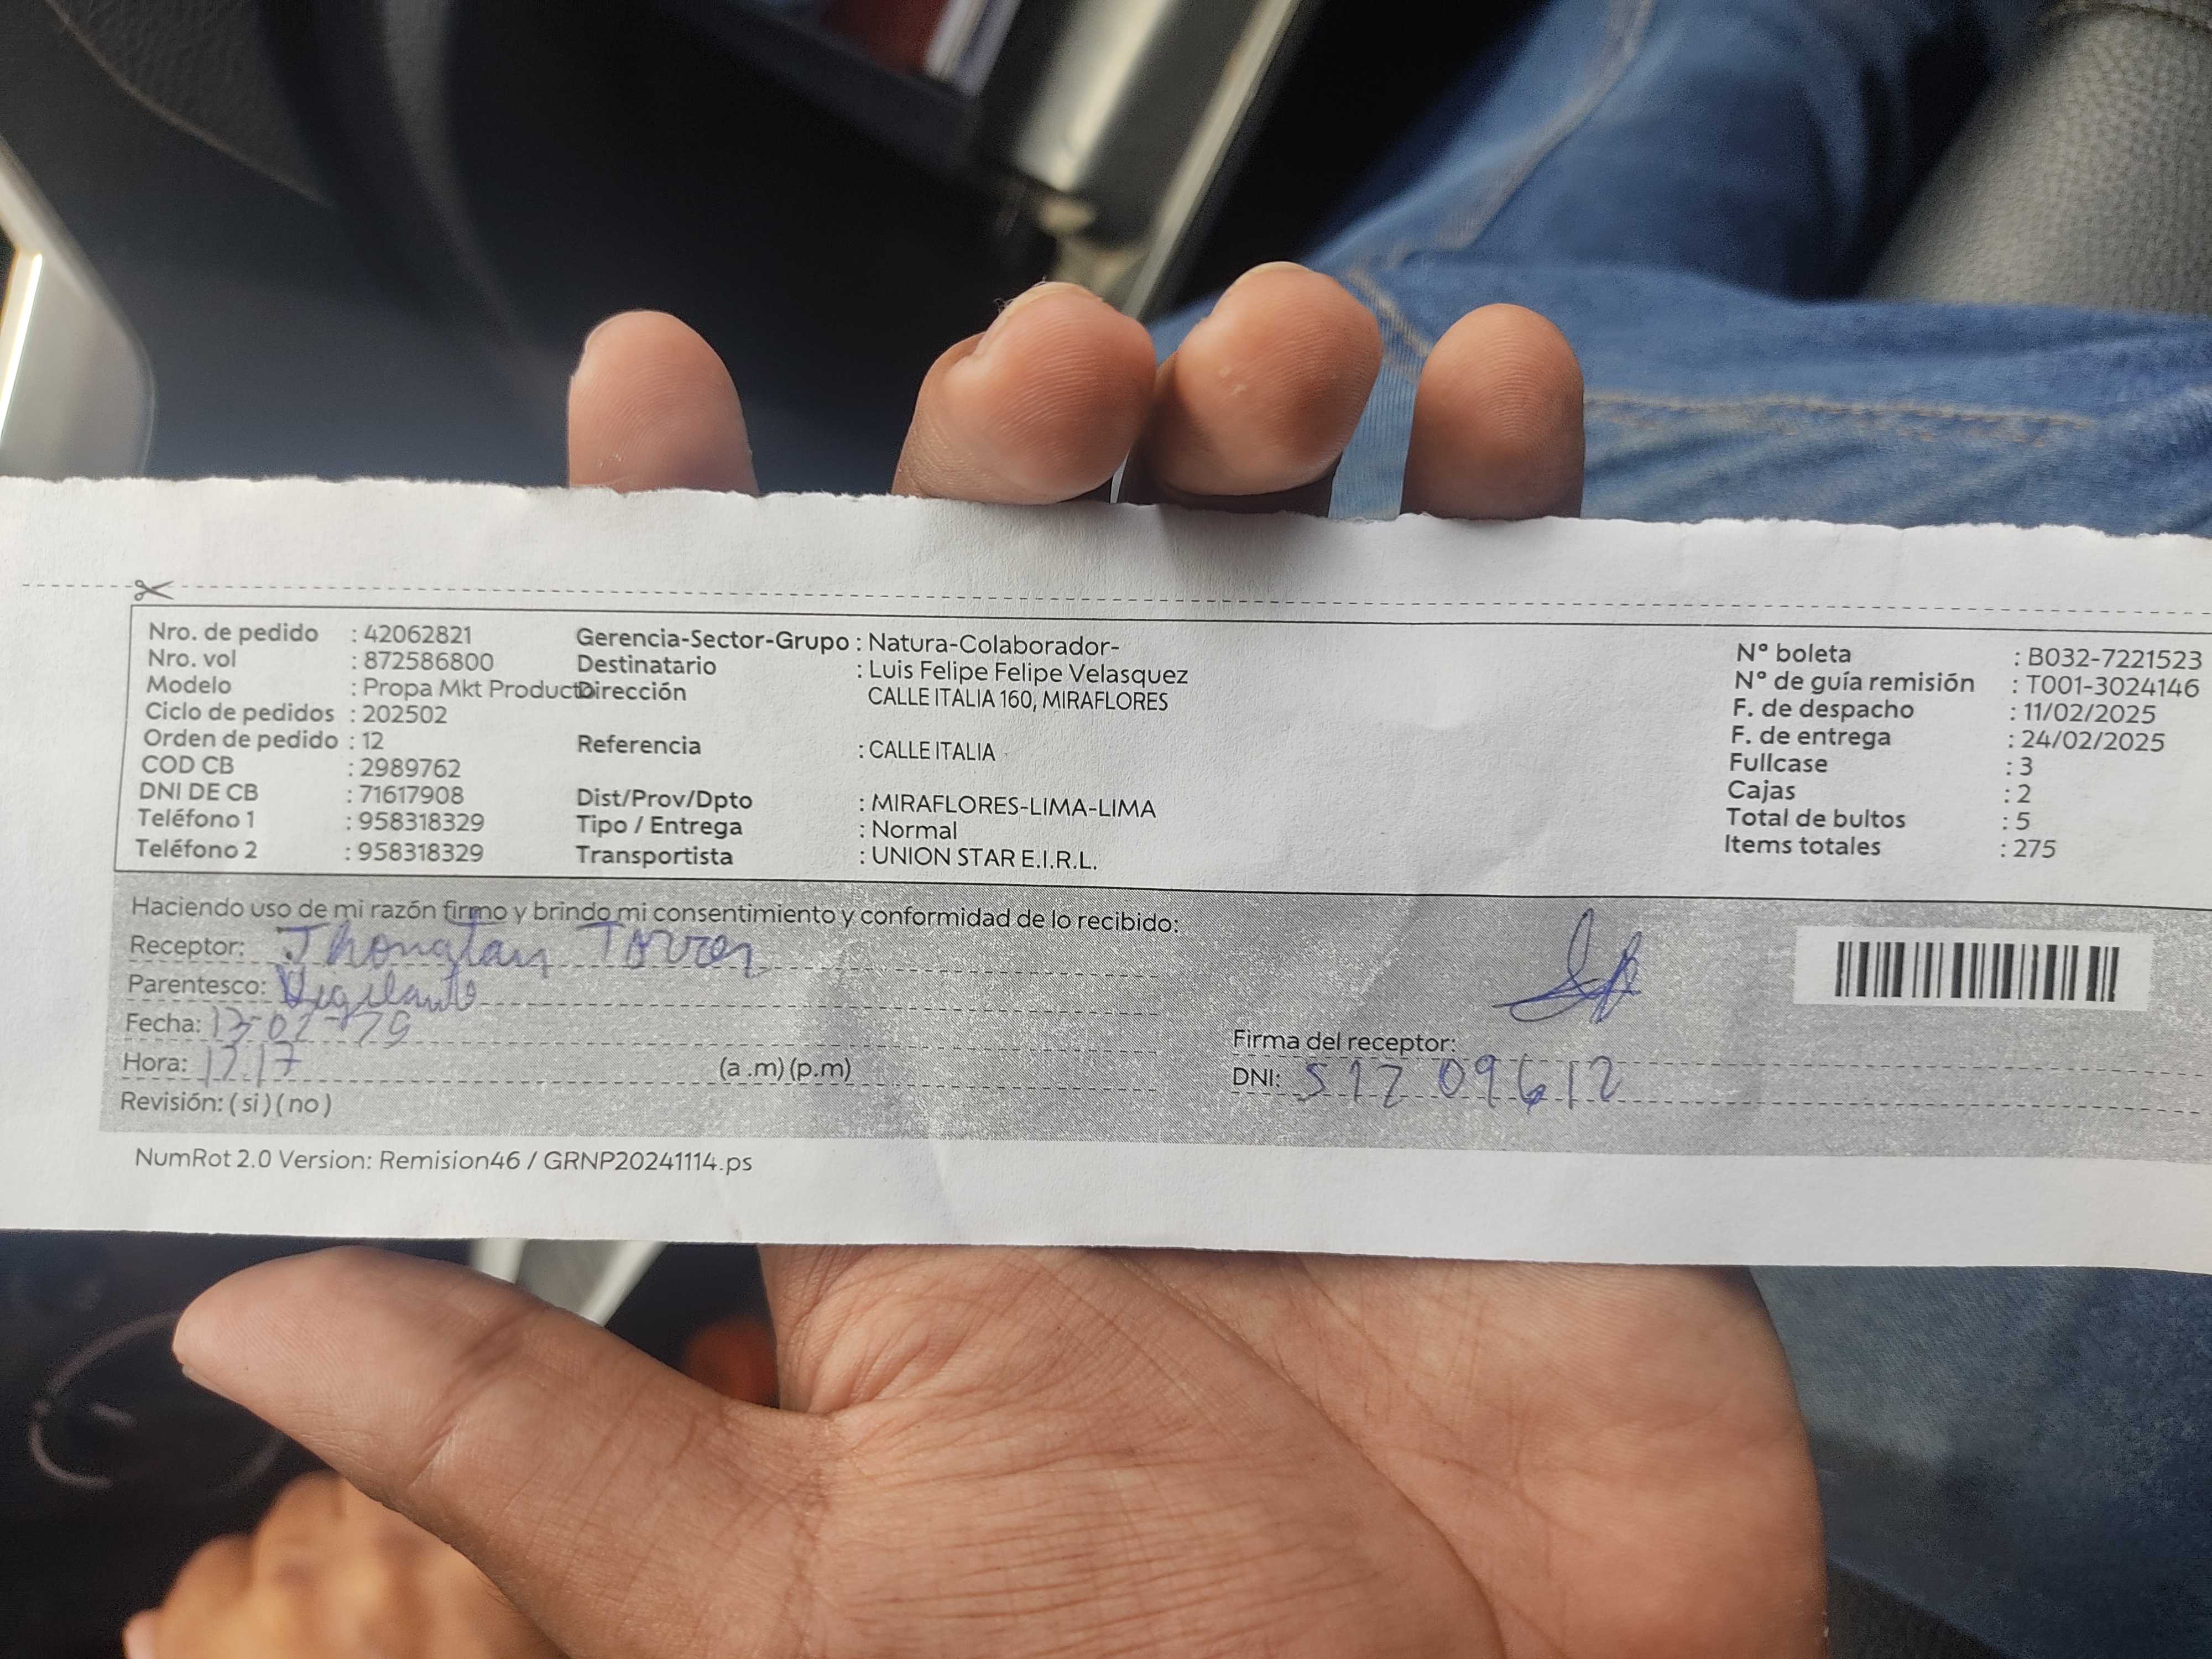 Nro. de pedido : 42062821
Nro. vol : 872586800
Modelo : Propa Mkt Producto
Ciclo de pedidos : 202502
Orden de pedido : 12
COD CB : 2989762
DNI DE CB : 71617908
Teléfono 1 : 958318329
Teléfono 2 : 958318329
Gerencia-Sector-Grupo : Natura-Colaborador-
Destinatario : Luis Felipe Felipe Velasquez
Dirección CALLE ITALIA 160, MIRAFLORES
Referencia : CALLE ITALIA
Dist/Prov/Dpto : MIRAFLORES-LIMA-LIMA
Tipo / Entrega : Normal
Transportista : UNION STAR E.I.R.L.
N° boleta : B032-7221523
N° de guía remisión : T001-3024146
F. de despacho : 11/02/2025
F. de entrega : 24/02/2025
Fullcase : 3
Cajas : 2
Total de bultos : 5
Items totales : 275
Haciendo uso de mi razón firmo y brindo mi consentimiento y conformidad de lo recibido:
Receptor:
Parentesco: Vigilante
Fecha:
Hora: (a .m) (p.m)
Revisión: ( si ) ( no )
Firma del receptor:
DNI:
NumRot 2.0 Version: Remision46 / GRNP20241114.ps